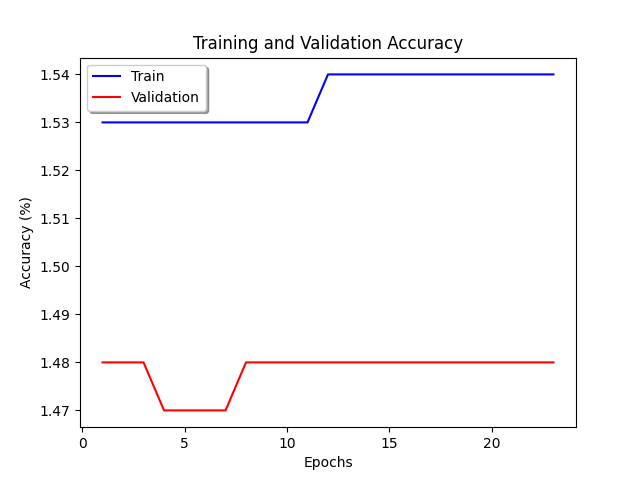 Training and Validation Accuracy
Train
Validation
Accuracy (%)
1.54
1.53
1.52
1.51
1.50
1.49
1.48
1.47
0 5 10 15 20
Epochs